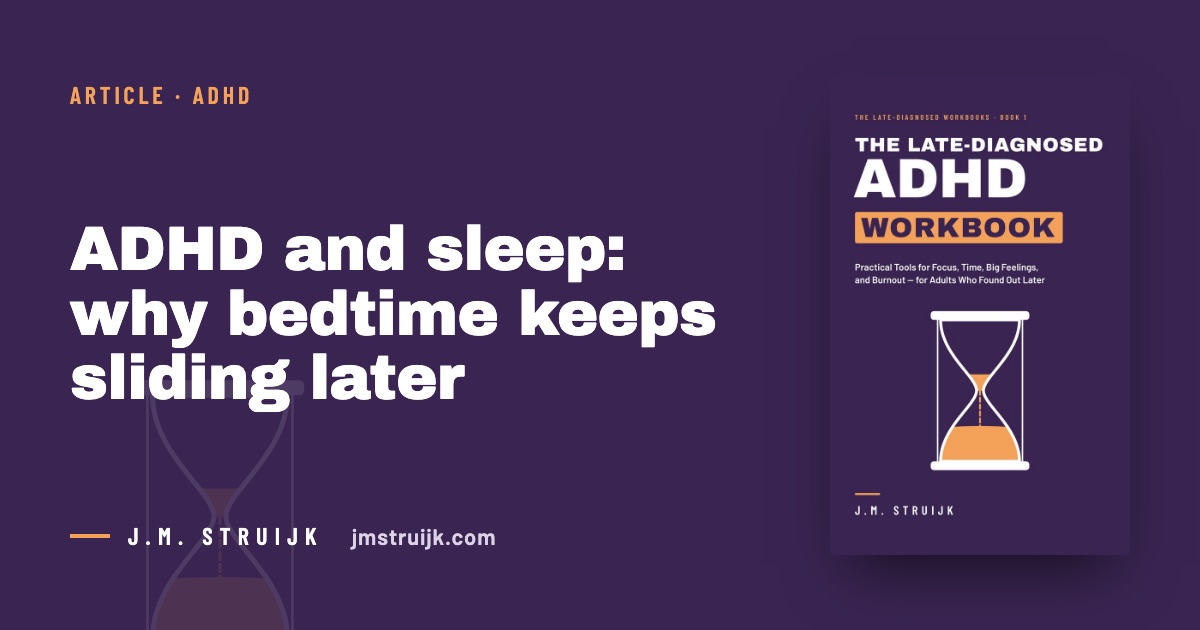 ARTICLE · ADHD
ADHD and sleep:
why bedtime keeps
sliding later
J.M. STRUIJK jmstruijk.com
THE LATE-DIAGNOSED WORKBOOKS · BOOK 1
THE LATE-DIAGNOSED
ADHD
WORKBOOK
Practical Tools for Focus, Time, Big Feelings,
and Burnout — for Adults Who Found Out Later
J.M. STRUIJK